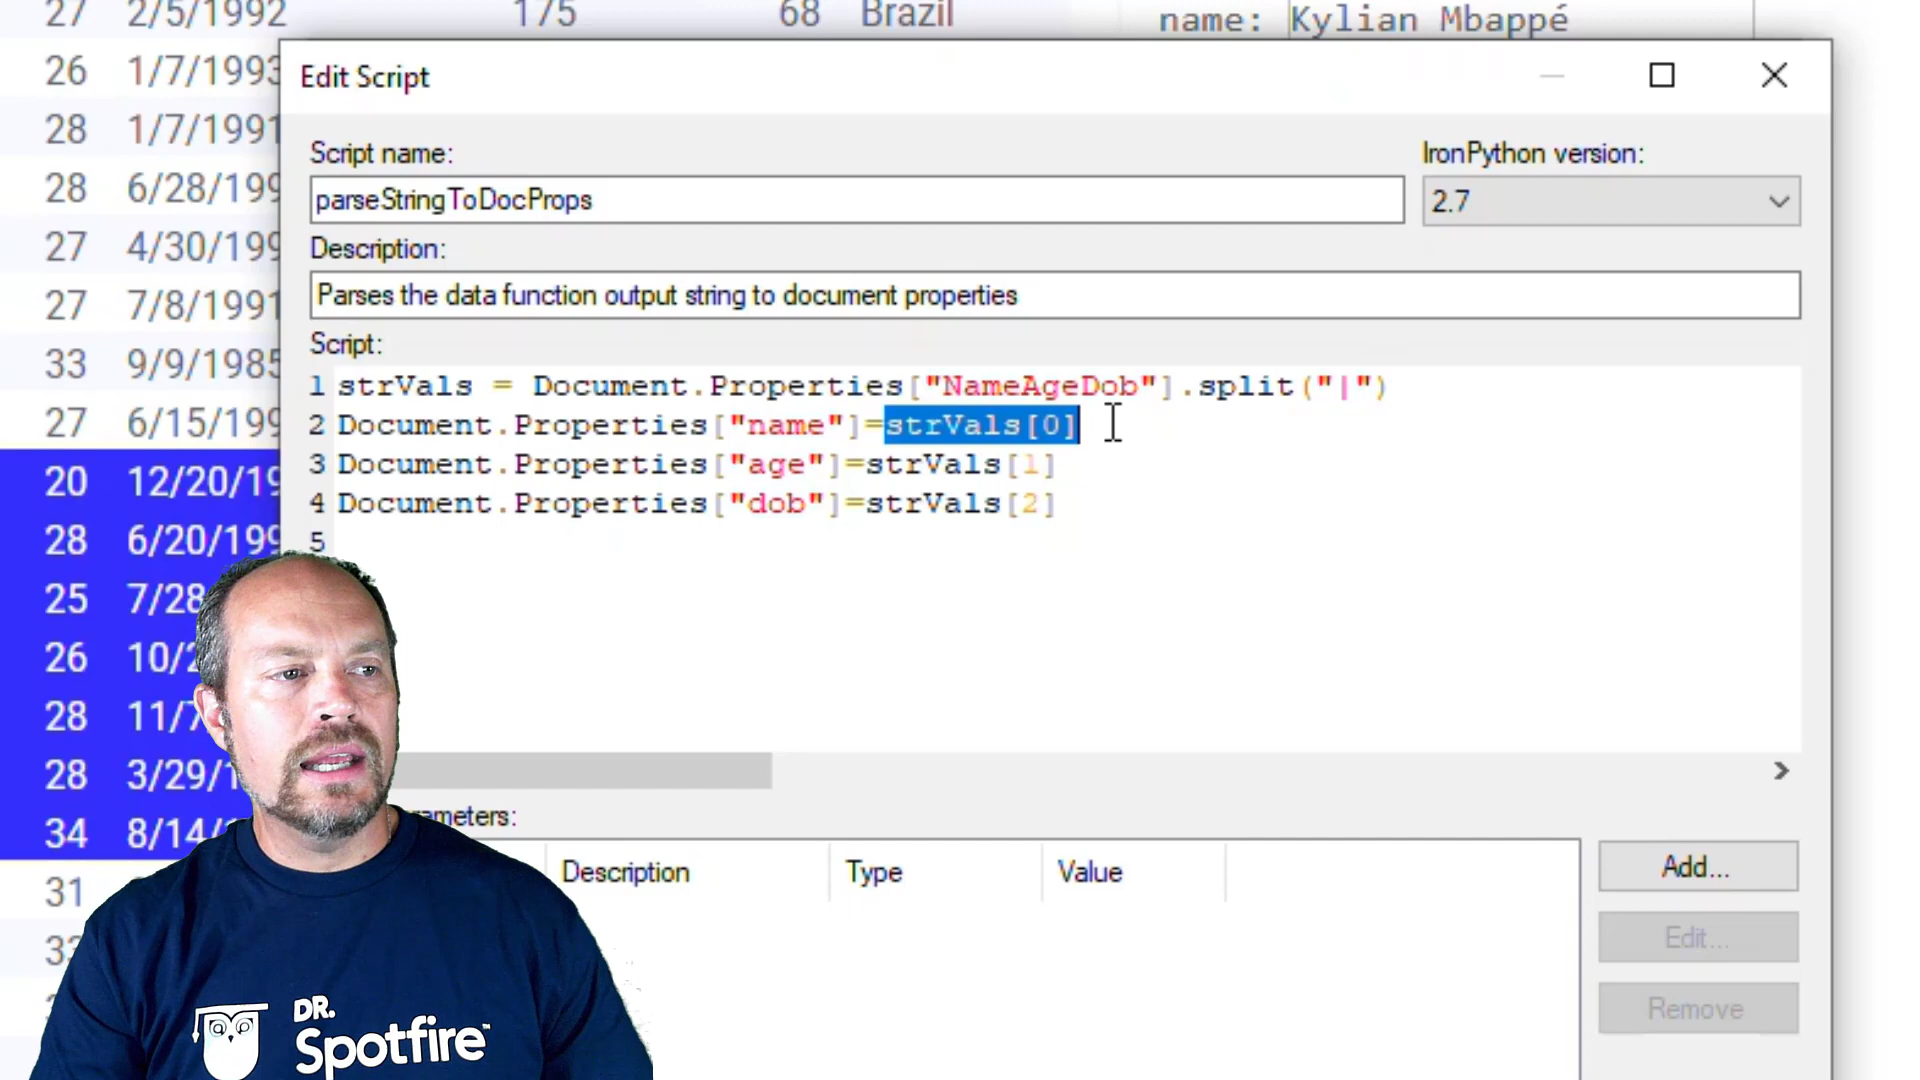 27 2/5/1992 175 68 Brazil
name: Kylian Mbappé
26 1/7/1993
28 1/7/1991
28 6/28/199
27 4/30/199
27 7/8/1991
33 9/9/1985
27 6/15/199
20 12/20/19
28 6/20/199
25 7/28
26 10/2
28 11/7
28 3/29/1
34 8/14/
31
33
Edit Script
Script name:
IronPython version:
parseStringToDocProps
2.7
Description:
Parses the data function output string to document properties
Script:
1 strVals = Document.Properties["NameAgeDob"].split("|")
2 Document.Properties["name"]=strVals[0]
3 Document.Properties["age"]=strVals[1]
4 Document.Properties["dob"]=strVals[2]
5
rameters:
Description Type Value
Add...
Edit...
Remove
DR.
Spotfire™